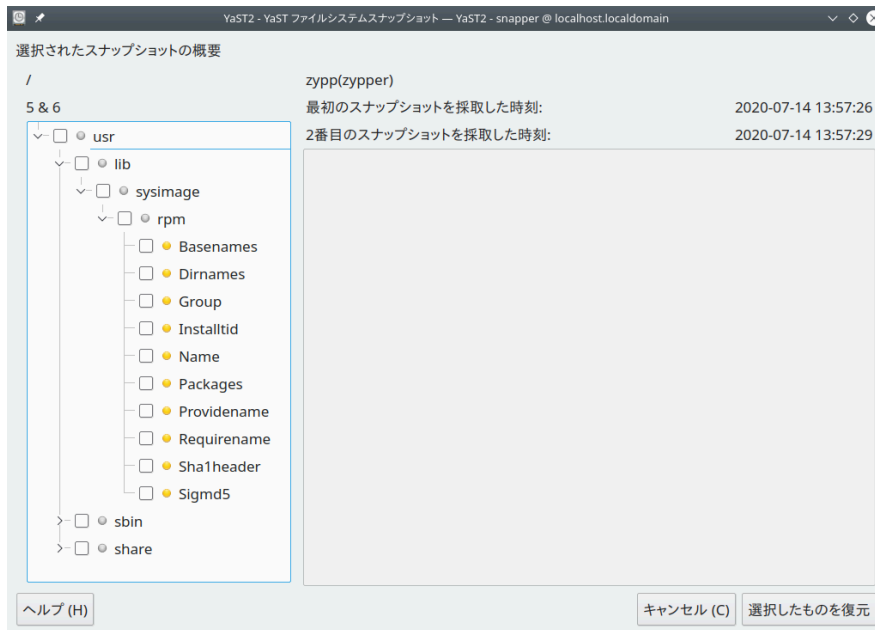 YaST2 - YaST ファイルシステムスナップショット — YaST2 - snapper @ localhost.localdomain
選択されたスナップショットの概要
/
zypp(zypper)
5 & 6
最初のスナップショットを採取した時刻: 2020-07-14 13:57:26
2番目のスナップショットを採取した時刻: 2020-07-14 13:57:29
usr
lib
sysimage
rpm
Basenames
Dirnames
Group
Installtid
Name
Packages
Providename
Requirename
Sha1header
Sigmd5
sbin
share
ヘルプ (H)
キャンセル (C)
選択したものを復元